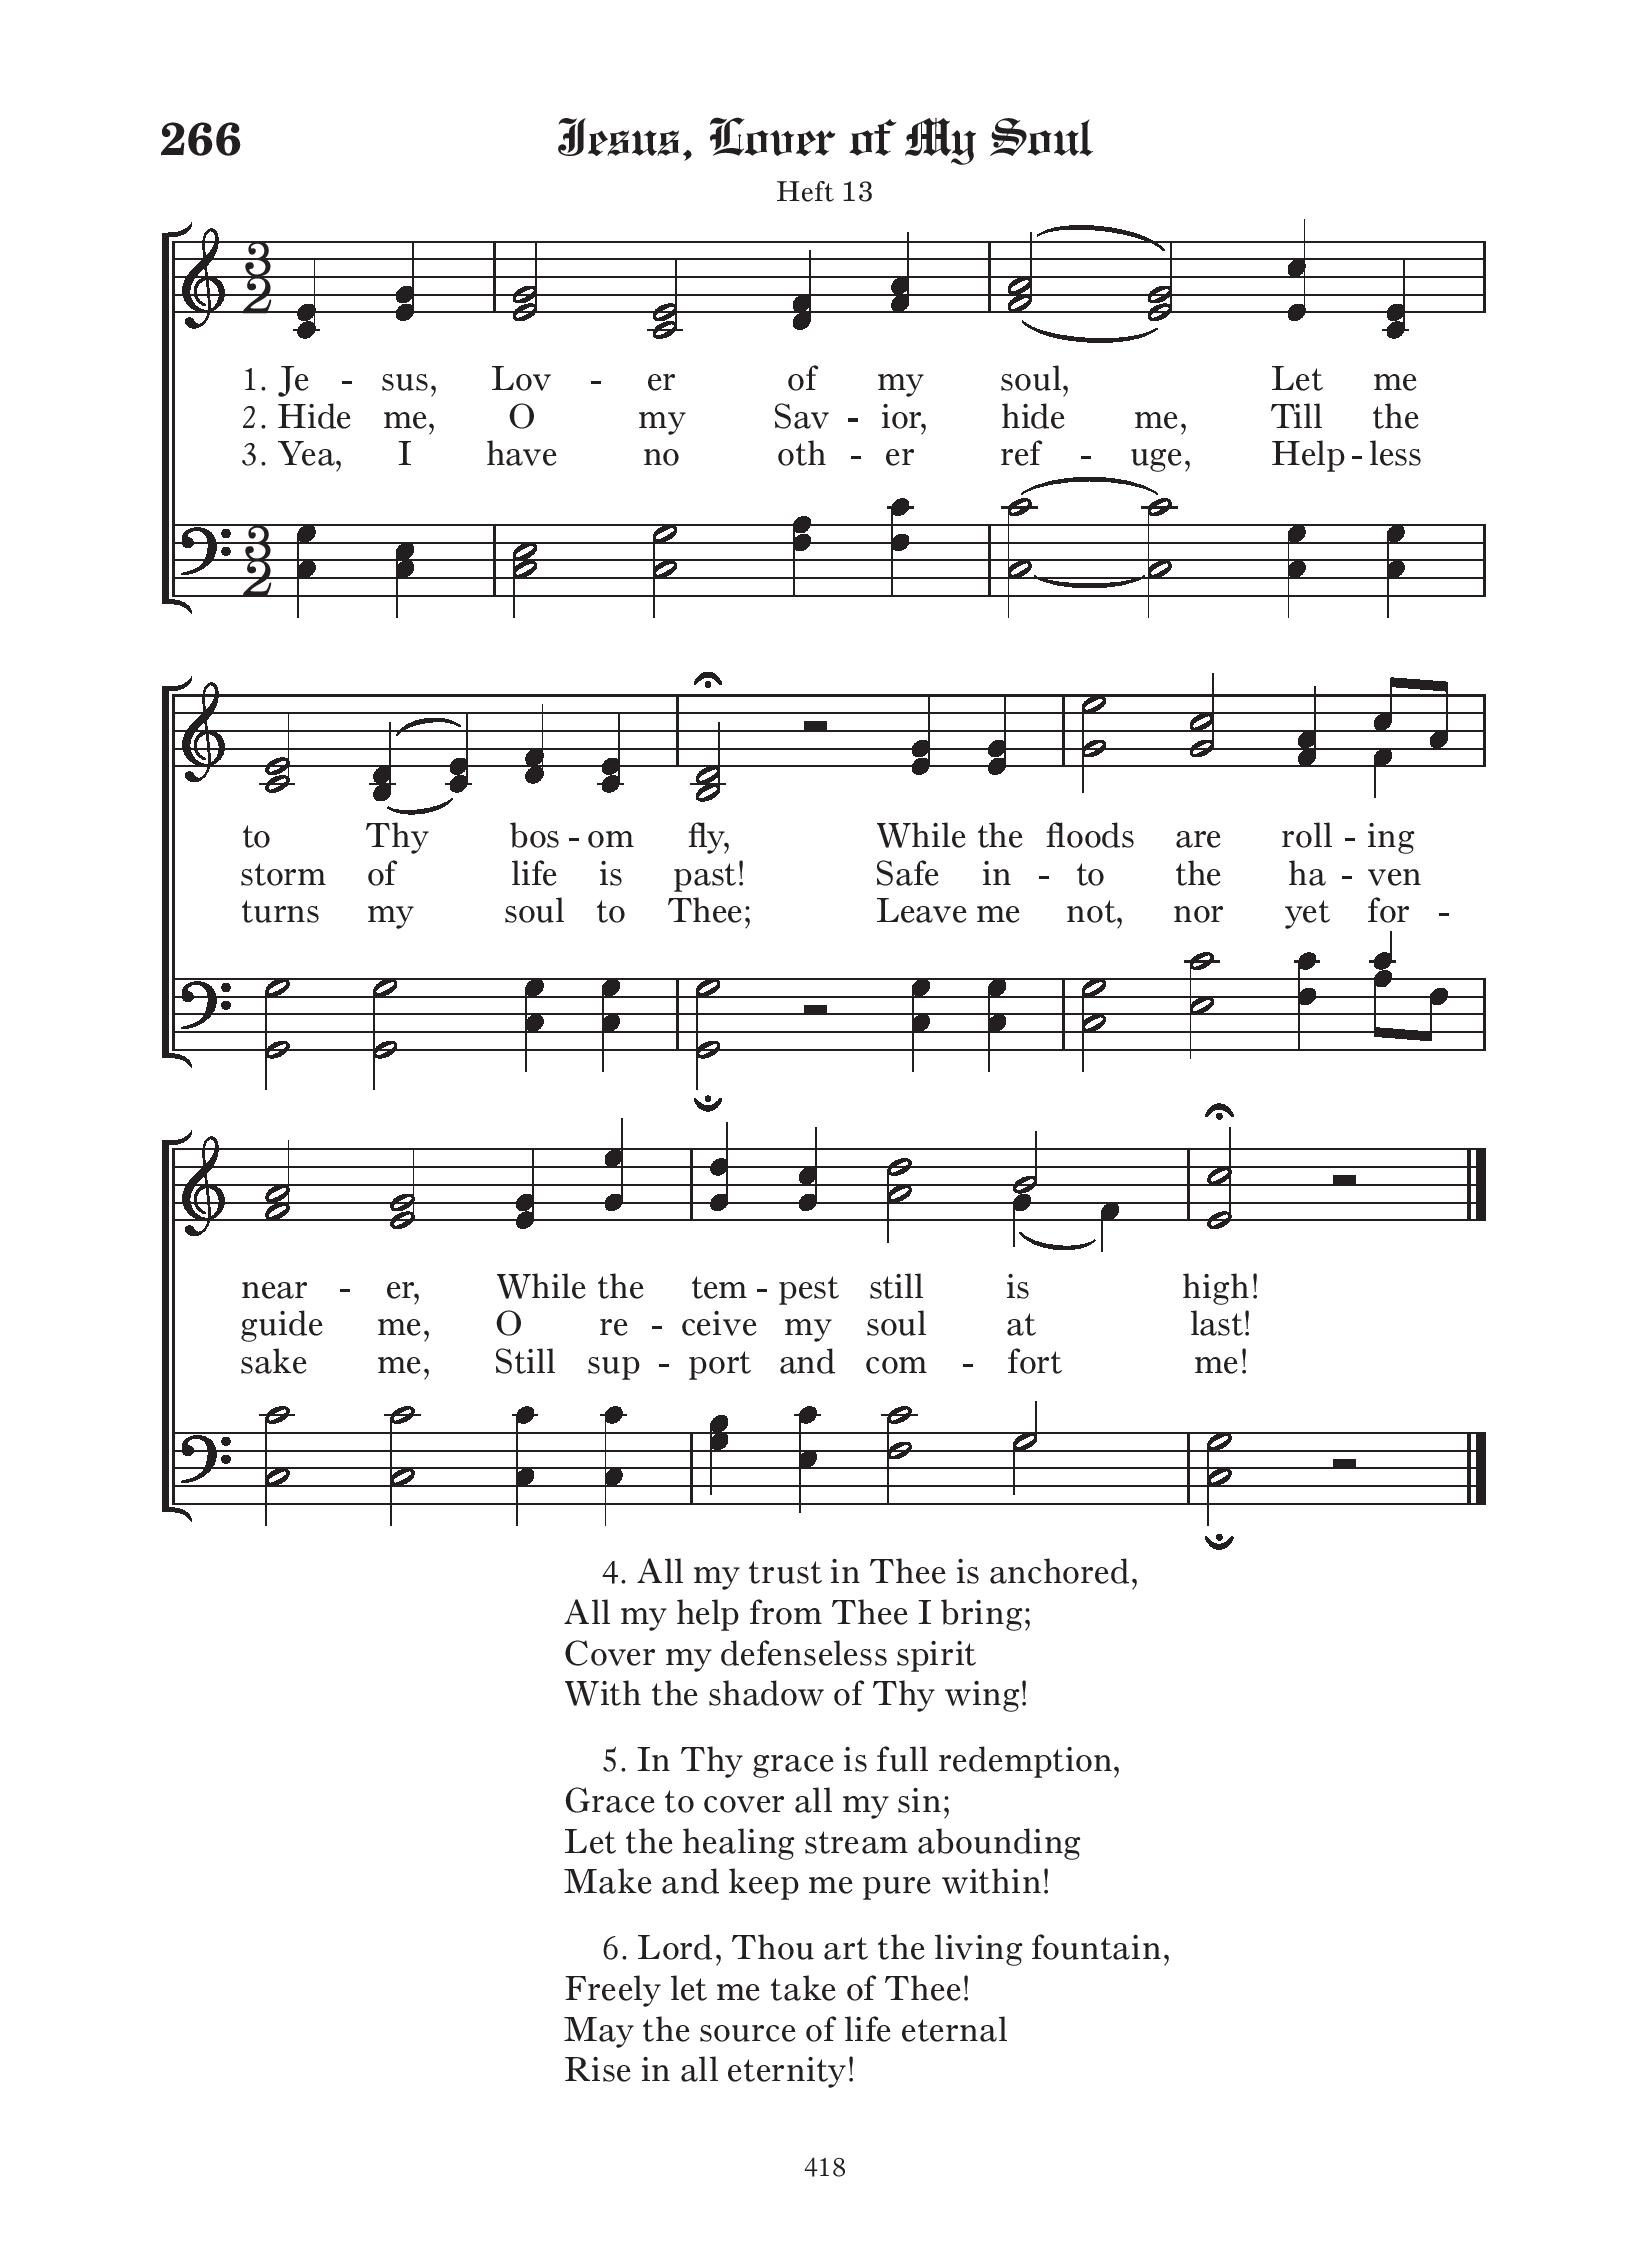 266
Jesus, Lover of My Soul
Heft 13
3 2
1. Je - sus, Lov - er of my soul, Let me
2. Hide me, O my Sav - ior, hide me, Till the
3. Yea, I have no oth - er ref - uge, Help - less
3 2
to Thy bos - om fly, While the floods are roll - ing
storm of life is past! Safe in - to the ha - ven
turns my soul to Thee; Leave me not, nor yet for -
near - er, While the tem - pest still is high!
guide me, O re - ceive my soul at last!
sake me, Still sup - port and com - fort me!
4. All my trust in Thee is anchored,
All my help from Thee I bring;
Cover my defenseless spirit
With the shadow of Thy wing!
5. In Thy grace is full redemption,
Grace to cover all my sin;
Let the healing stream abounding
Make and keep me pure within!
6. Lord, Thou art the living fountain,
Freely let me take of Thee!
May the source of life eternal
Rise in all eternity!
418